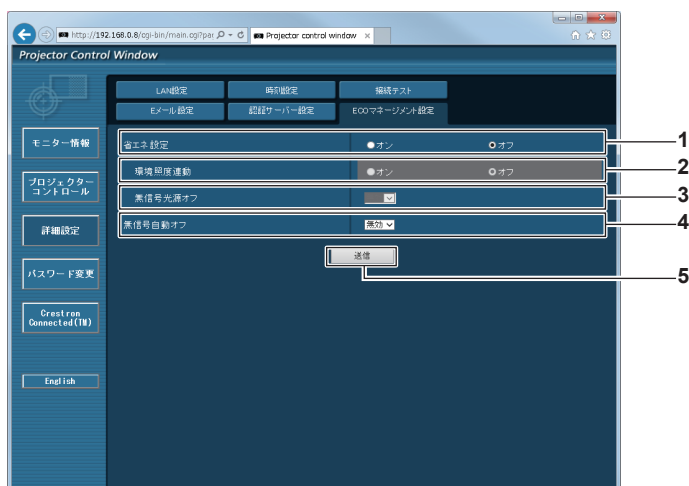 http://192.168.0.8/cgi-bin/main.cgi?pa
Projector control window
Projector Control Window
LAN設定
時刻設定
接続テスト
Eメール設定
認証サーバー設定
ECOマネージメント設定
モニター情報
プロジェクター
コントロール
詳細設定
パスワード変更
Crestron
Connected(TM)
English
省エネ設定
オン
オフ
1
環境照度連動
オン
オフ
2
無信号光源オフ
3
無信号自動オフ
無効
4
送信
5